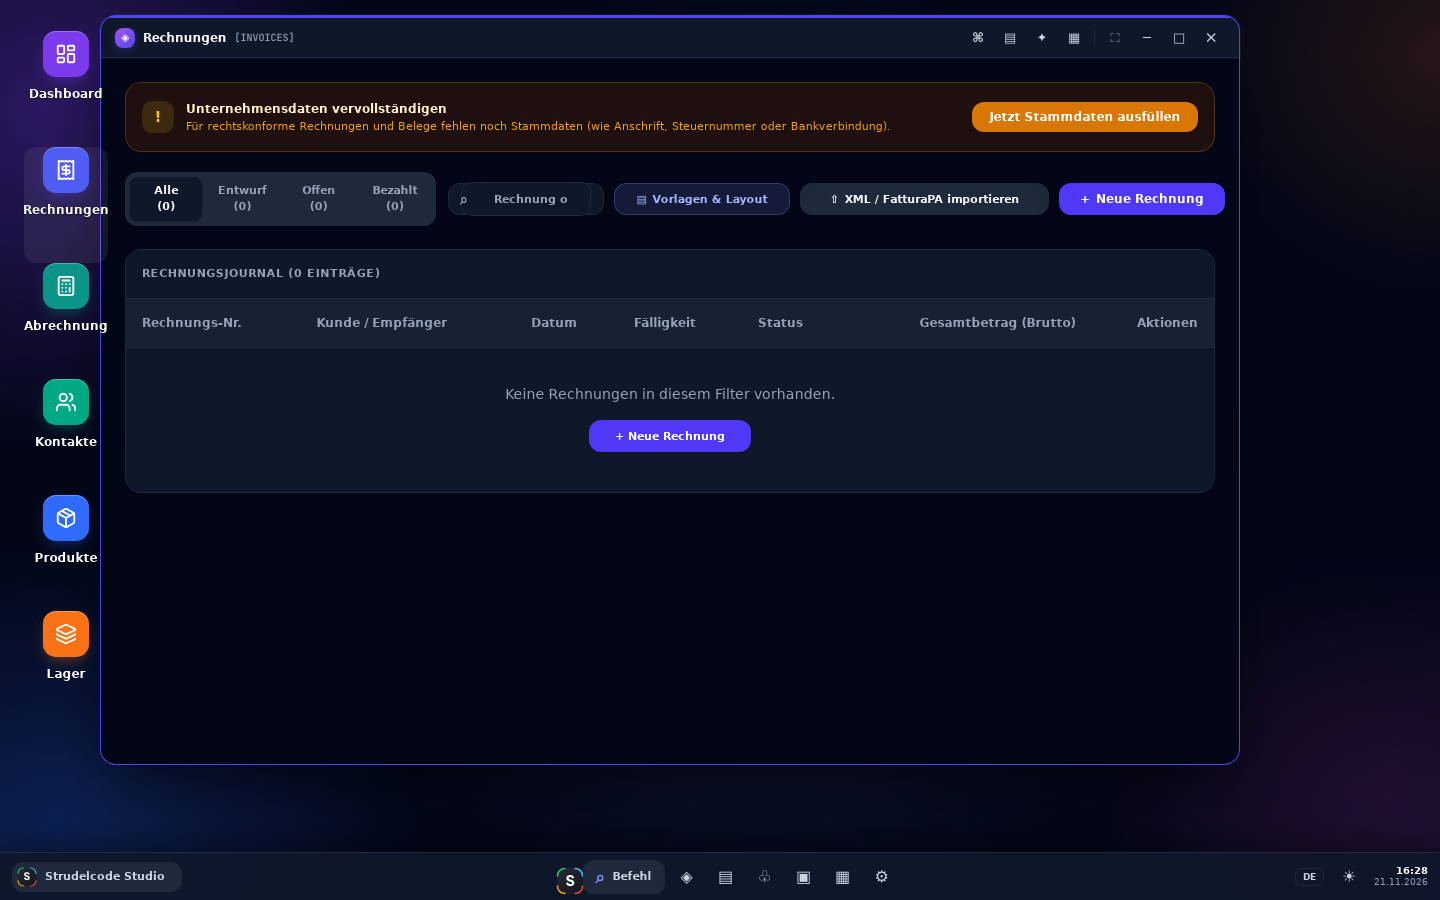 Rechnungen [INVOICES]
Dashboard
Rechnungen
Abrechnung
Kontakte
Produkte
Lager
!
Unternehmensdaten vervollständigen
Für rechtskonforme Rechnungen und Belege fehlen noch Stammdaten (wie Anschrift, Steuernummer oder Bankverbindung).
Jetzt Stammdaten ausfüllen
Alle (0)
Entwurf (0)
Offen (0)
Bezahlt (0)
Rechnung o
Vorlagen & Layout
⇧ XML / FatturaPA importieren
+ Neue Rechnung
RECHNUNGSJOURNAL (0 EINTRÄGE)
Rechnungs-Nr. Kunde / Empfänger Datum Fälligkeit Status Gesamtbetrag (Brutto) Aktionen
Keine Rechnungen in diesem Filter vorhanden.
+ Neue Rechnung
S Strudelcode Studio
S
Befehl
DE
16:28
21.11.2026